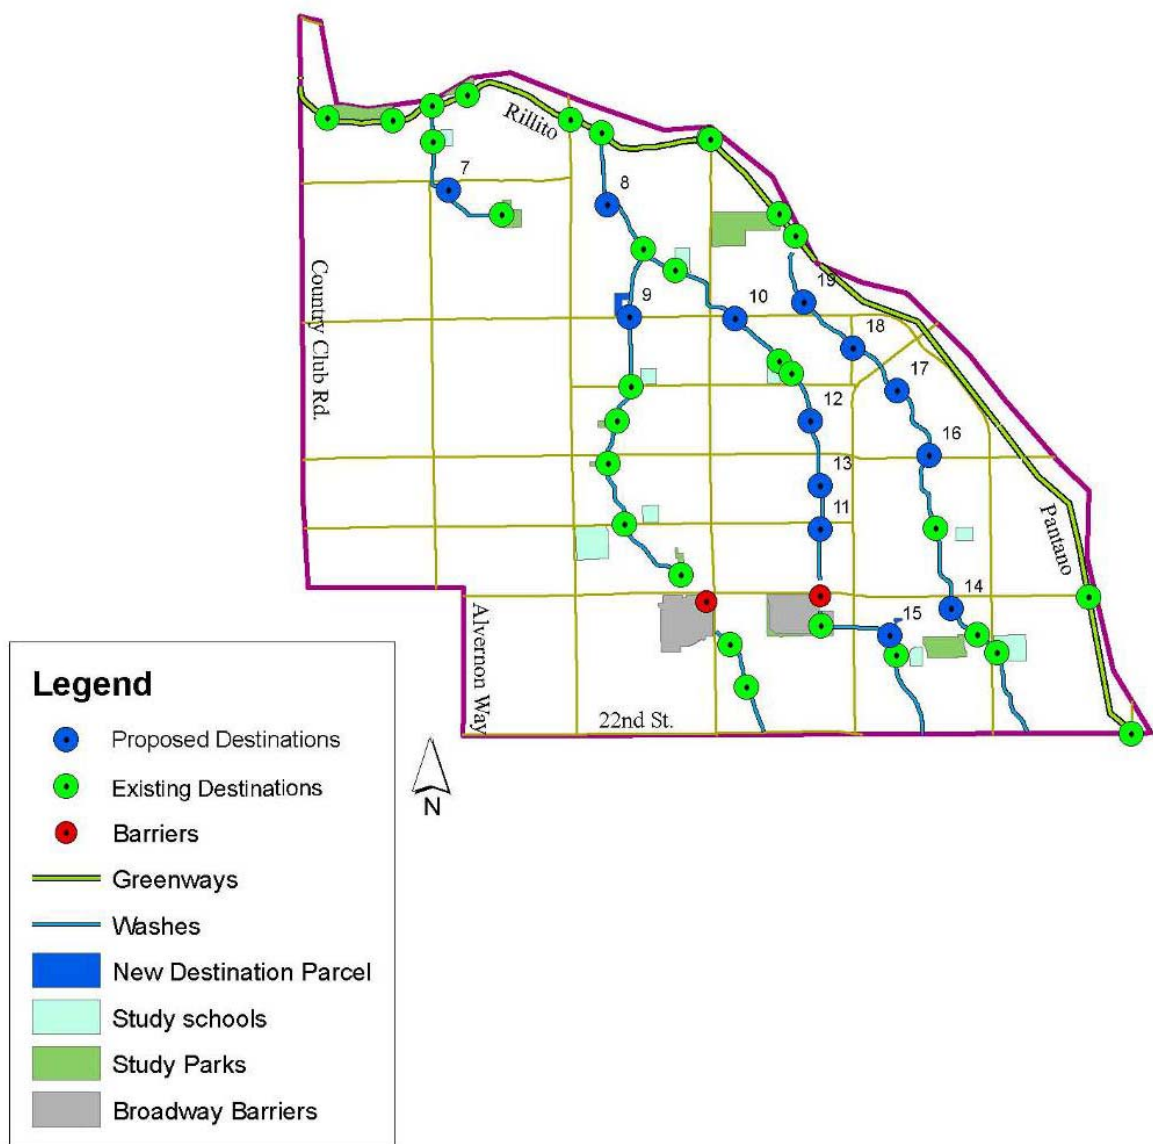 Rillito
7
8
Country Club Rd.
9
10
19
18
17
12
16
13
11
Pantano
14
15
Alvernon Way
22nd St.
N
Legend
Proposed Destinations
Existing Destinations
Barriers
Greenways
Washes
New Destination Parcel
Study schools
Study Parks
Broadway Barriers